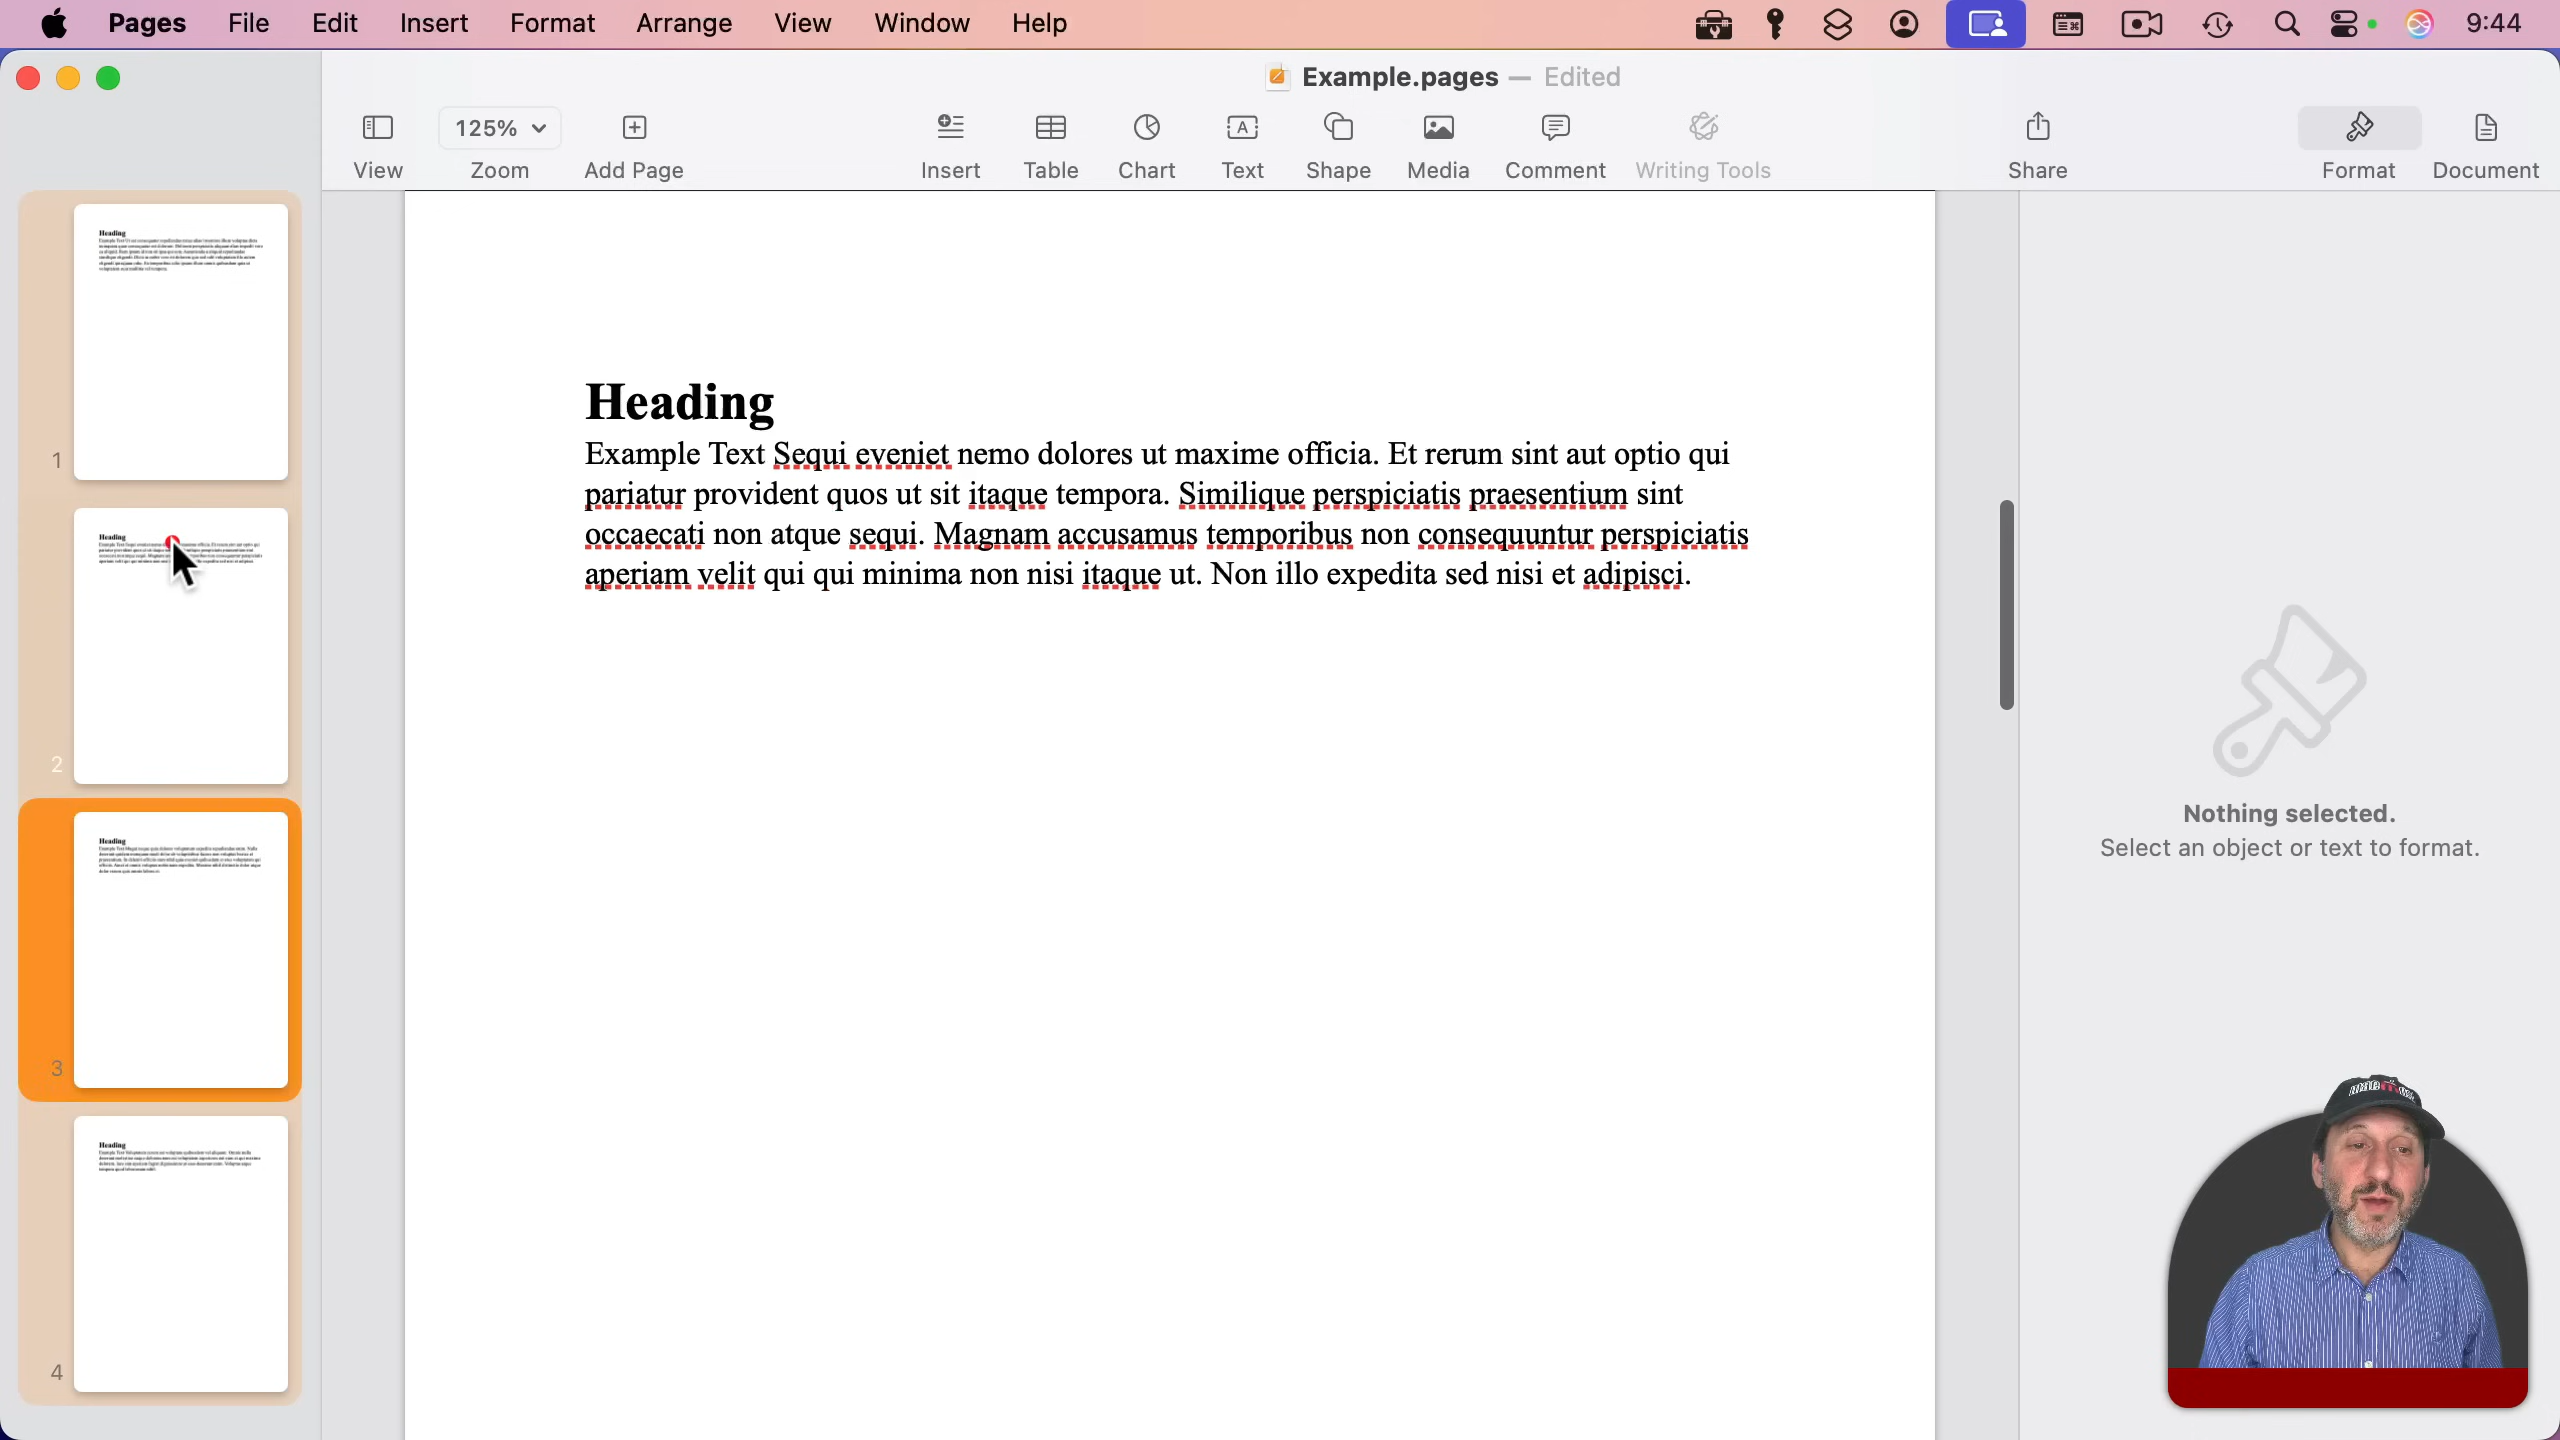 Pages File Edit Insert Format Arrange View Window Help 9:44
Example.pages — Edited
125%
View Zoom Add Page Insert Table Chart Text Shape Media Comment Writing Tools Share Format Document
Heading
1
Heading
2
Heading
3
Heading
4
Heading
Example Text Sequi eveniet nemo dolores ut maxime officia. Et rerum sint aut optio qui
pariatur provident quos ut sit itaque tempora. Similique perspiciatis praesentium sint
occaecati non atque sequi. Magnam accusamus temporibus non consequuntur perspiciatis
aperiam velit qui qui minima non nisi itaque ut. Non illo expedita sed nisi et adipisci.
Nothing selected.
Select an object or text to format.